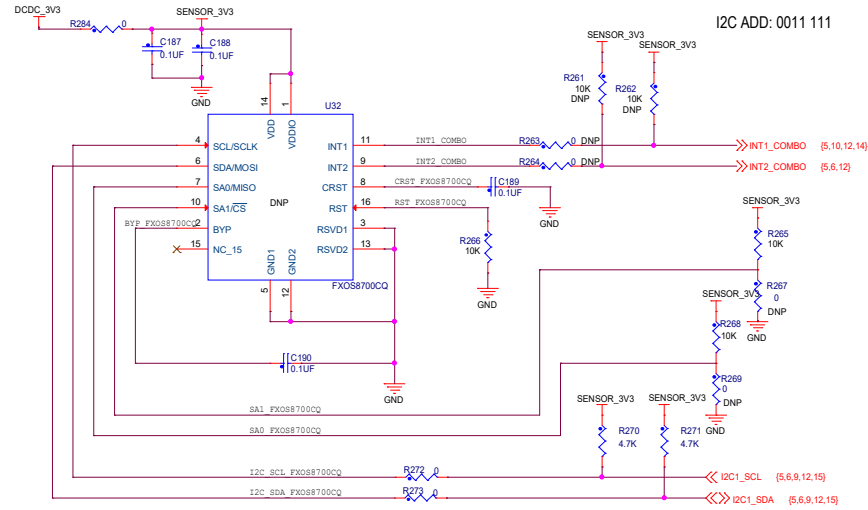 DCDC_3V3
SENSOR_3V3
I2C ADD: 0011 111
R284
0
C187
0.1UF
C188
0.1UF
GND
SENSOR_3V3
SENSOR_3V3
R261
10K
DNP
R262
10K
DNP
U32
14
1
VDD
VDDIO
4
SCL/SCLK
6
SDA/MOSI
7
SA0/MISO
10
SA1/CS
2
BYP
15
NC_15
BYP_FXOS8700CQ
DNP
INT1
11
INT2
9
CRST
8
RST
16
RSVD1
3
RSVD2
13
GND1
GND2
5
12
FXOS8700CQ
INT1_COMBO
R263
0
DNP
INT1_COMBO {5,10,12,14}
INT2_COMBO
R264
0
DNP
INT2_COMBO {5,6,12}
CRST_FXOS8700CQ
C189
0.1UF
GND
RST_FXOS8700CQ
R266
10K
GND
SENSOR_3V3
R265
10K
R267
0
DNP
GND
SENSOR_3V3
R268
10K
R269
0
DNP
GND
C190
0.1UF
GND
SA1_FXOS8700CQ
SA0_FXOS8700CQ
SENSOR_3V3
SENSOR_3V3
R270
4.7K
R271
4.7K
I2C_SCL_FXOS8700CQ
R272
0
I2C1_SCL {5,6,9,12,15}
I2C_SDA_FXOS8700CQ
R273
0
I2C1_SDA {5,6,9,12,15}